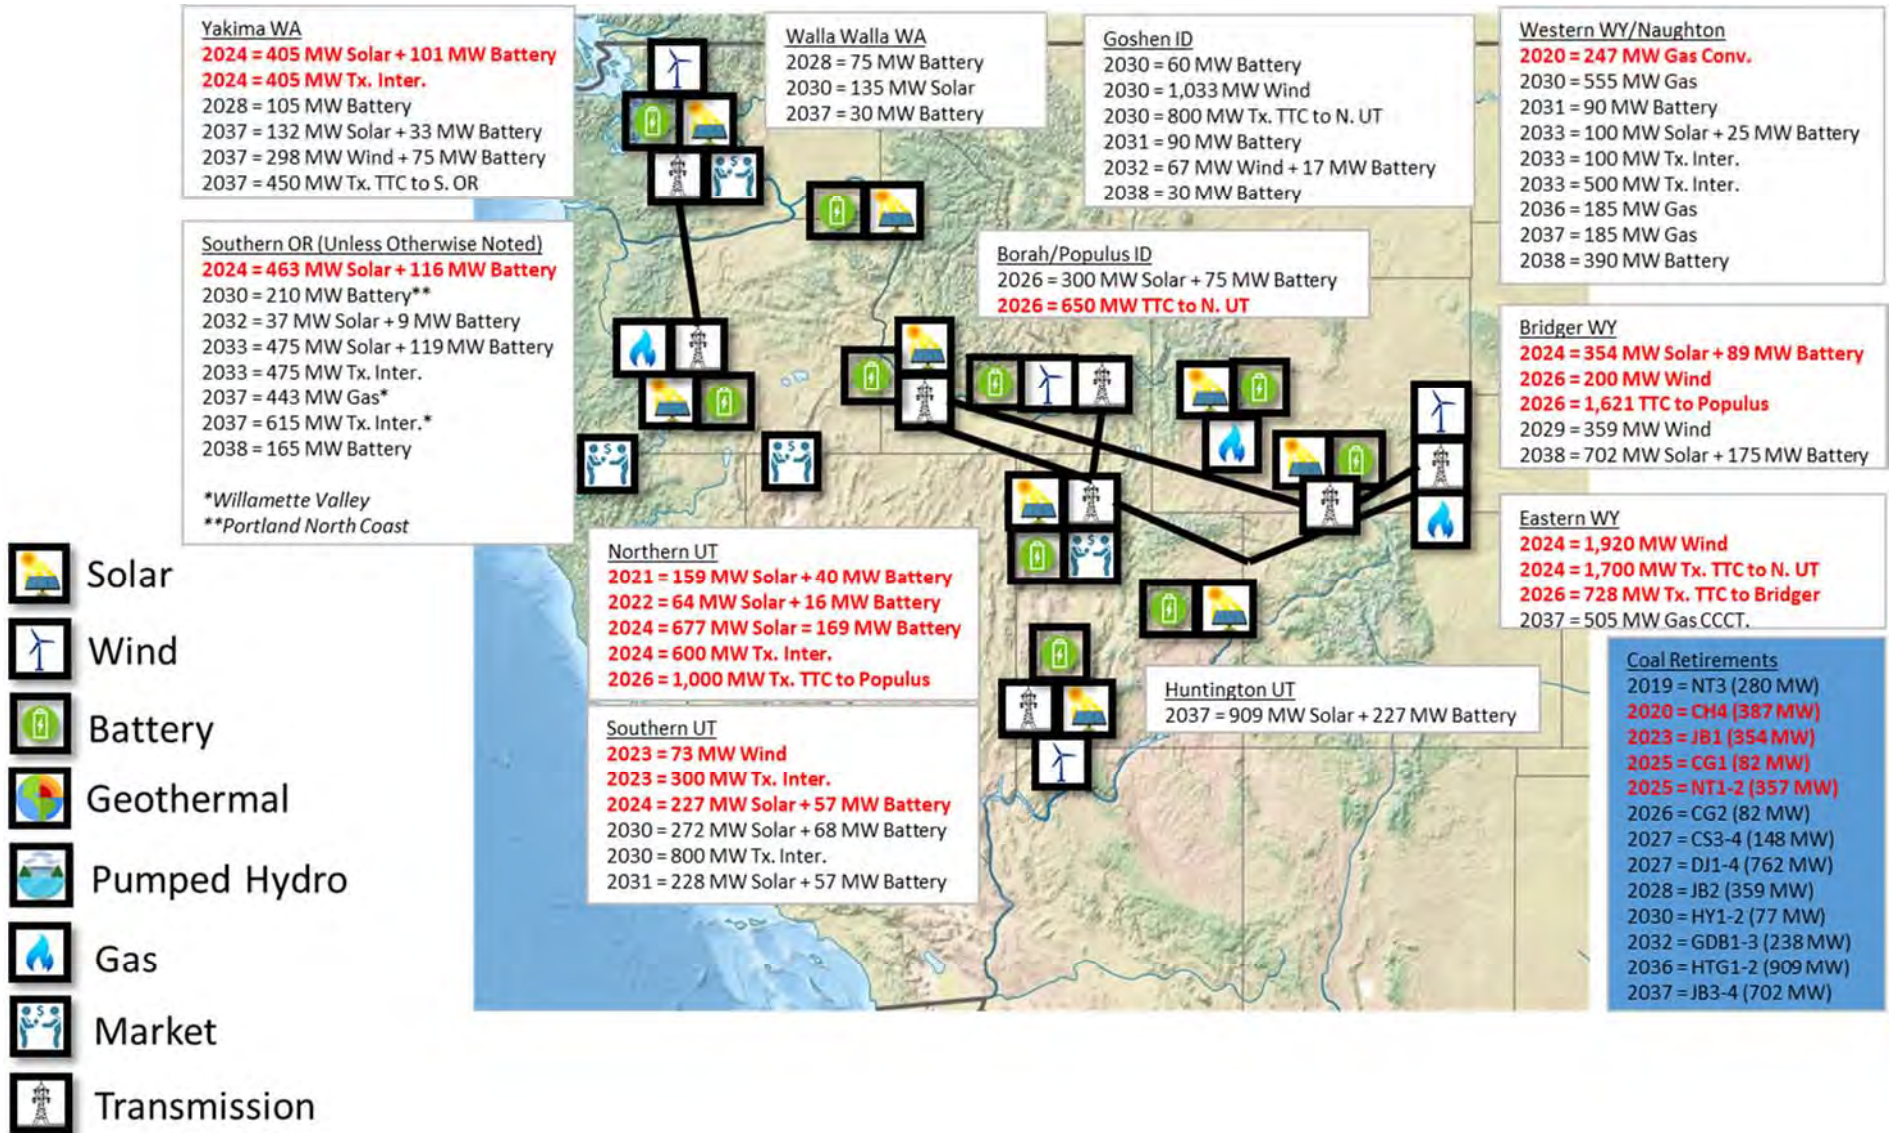 Yakima WA
2024 = 405 MW Solar + 101 MW Battery
2024 = 405 MW Tx. Inter.
2028 = 105 MW Battery
2037 = 132 MW Solar + 33 MW Battery
2037 = 298 MW Wind + 75 MW Battery
2037 = 450 MW Tx. TTC to S. OR
Walla Walla WA
2028 = 75 MW Battery
2030 = 135 MW Solar
2037 = 30 MW Battery
Goshen ID
2030 = 60 MW Battery
2030 = 1,033 MW Wind
2030 = 800 MW Tx. TTC to N. UT
2031 = 90 MW Battery
2032 = 67 MW Wind + 17 MW Battery
2038 = 30 MW Battery
Western WY/Naughton
2020 = 247 MW Gas Conv.
2030 = 555 MW Gas
2031 = 90 MW Battery
2033 = 100 MW Solar + 25 MW Battery
2033 = 100 MW Tx. Inter.
2033 = 500 MW Tx. Inter.
2036 = 185 MW Gas
2037 = 185 MW Gas
2038 = 390 MW Battery
Southern OR (Unless Otherwise Noted)
2024 = 463 MW Solar + 116 MW Battery
2030 = 210 MW Battery**
2032 = 37 MW Solar + 9 MW Battery
2033 = 475 MW Solar + 119 MW Battery
2033 = 475 MW Tx. Inter.
2037 = 443 MW Gas*
2037 = 615 MW Tx. Inter.*
2038 = 165 MW Battery
*Willamette Valley
**Portland North Coast
Borah/Populus ID
2026 = 300 MW Solar + 75 MW Battery
2026 = 650 MW TTC to N. UT
Bridger WY
2024 = 354 MW Solar + 89 MW Battery
2026 = 200 MW Wind
2026 = 1,621 TTC to Populus
2029 = 359 MW Wind
2038 = 702 MW Solar + 175 MW Battery
Eastern WY
2024 = 1,920 MW Wind
2024 = 1,700 MW Tx. TTC to N. UT
2026 = 728 MW Tx. TTC to Bridger
2037 = 505 MW Gas CCCT.
Northern UT
2021 = 159 MW Solar + 40 MW Battery
2022 = 64 MW Solar + 16 MW Battery
2024 = 677 MW Solar = 169 MW Battery
2024 = 600 MW Tx. Inter.
2026 = 1,000 MW Tx. TTC to Populus
Southern UT
2023 = 73 MW Wind
2023 = 300 MW Tx. Inter.
2024 = 227 MW Solar + 57 MW Battery
2030 = 272 MW Solar + 68 MW Battery
2030 = 800 MW Tx. Inter.
2031 = 228 MW Solar + 57 MW Battery
Huntington UT
2037 = 909 MW Solar + 227 MW Battery
Coal Retirements
2019 = NT3 (280 MW)
2020 = CH4 (387 MW)
2023 = JB1 (354 MW)
2025 = CG1 (82 MW)
2025 = NT1-2 (357 MW)
2026 = CG2 (82 MW)
2027 = CS3-4 (148 MW)
2027 = DJ1-4 (762 MW)
2028 = JB2 (359 MW)
2030 = HY1-2 (77 MW)
2032 = GDB1-3 (238 MW)
2036 = HTG1-2 (909 MW)
2037 = JB3-4 (702 MW)
Solar
Wind
Battery
Geothermal
Pumped Hydro
Gas
Market
Transmission